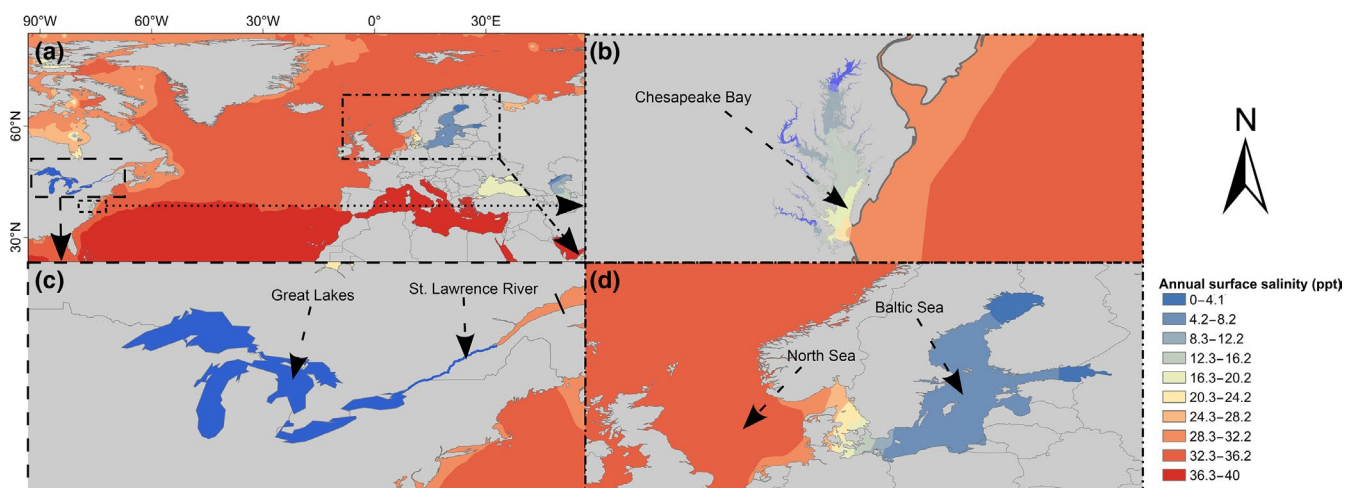 90°W 60°W 30°W 0° 30°E
(a)
60°N
30°N
(b)
Chesapeake Bay
N
(c)
Great Lakes
St. Lawrence River
(d)
Baltic Sea
North Sea
Annual surface salinity (ppt)
0–4.1
4.2–8.2
8.3–12.2
12.3–16.2
16.3–20.2
20.3–24.2
24.3–28.2
28.3–32.2
32.3–36.2
36.3–40